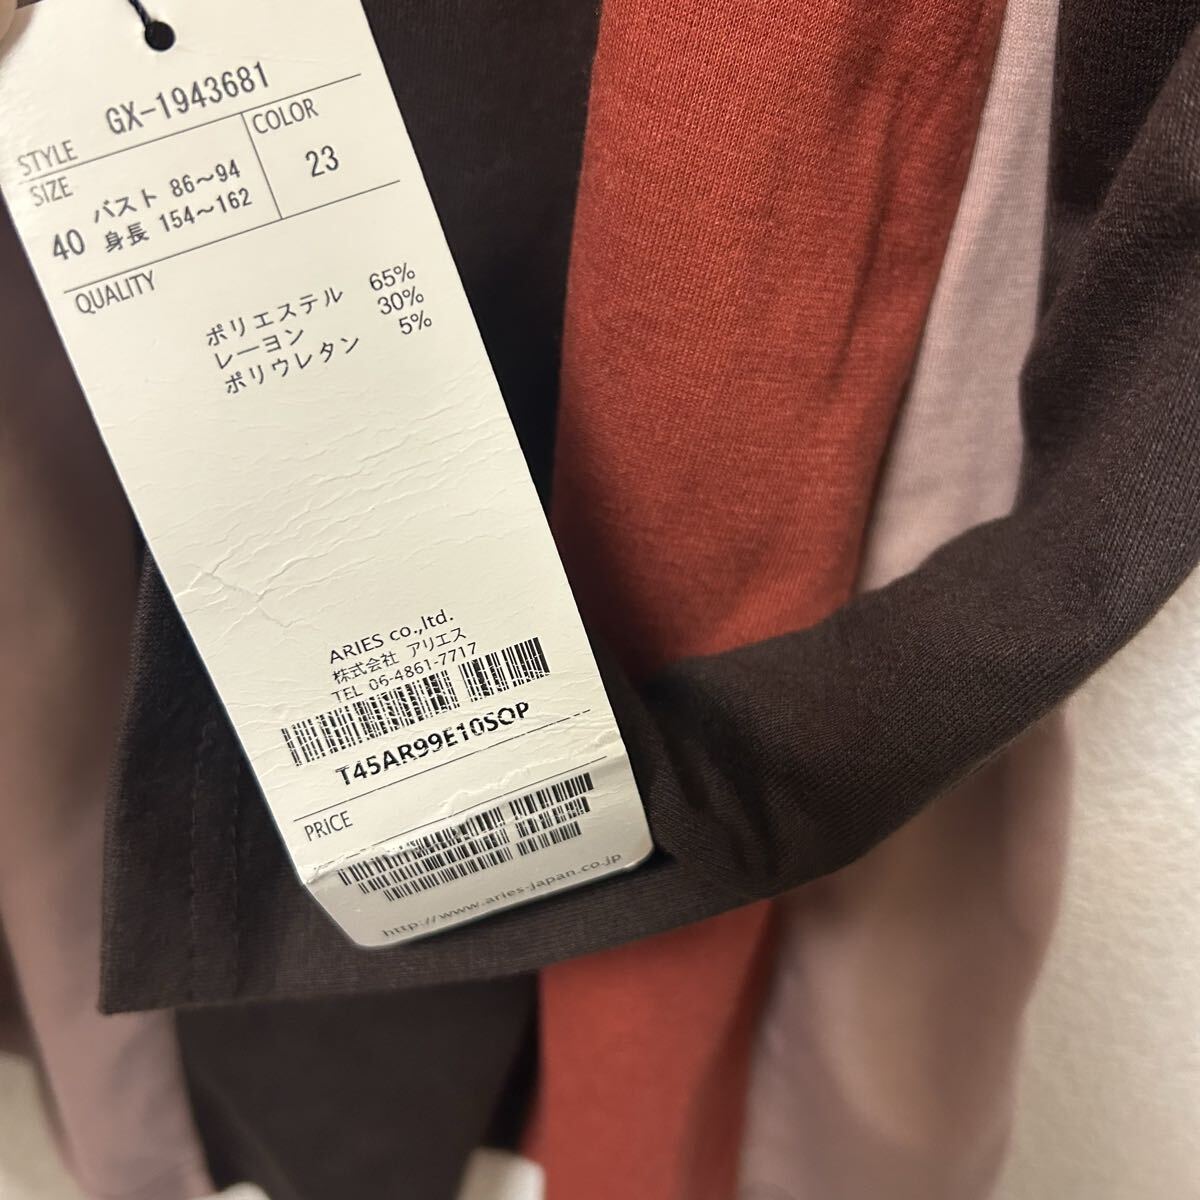 STYLE GX-1943681
SIZE
COLOR
40 バスト 86～94
身長 154～162
23
QUALITY
ポリエステル 65%
レーヨン 30%
ポリウレタン 5%
ARIES co.,ltd.
株式会社 アリエス
TEL 06-4861-7717
T45AR99E10SOP
PRICE
http://www.aries-japan.co.jp